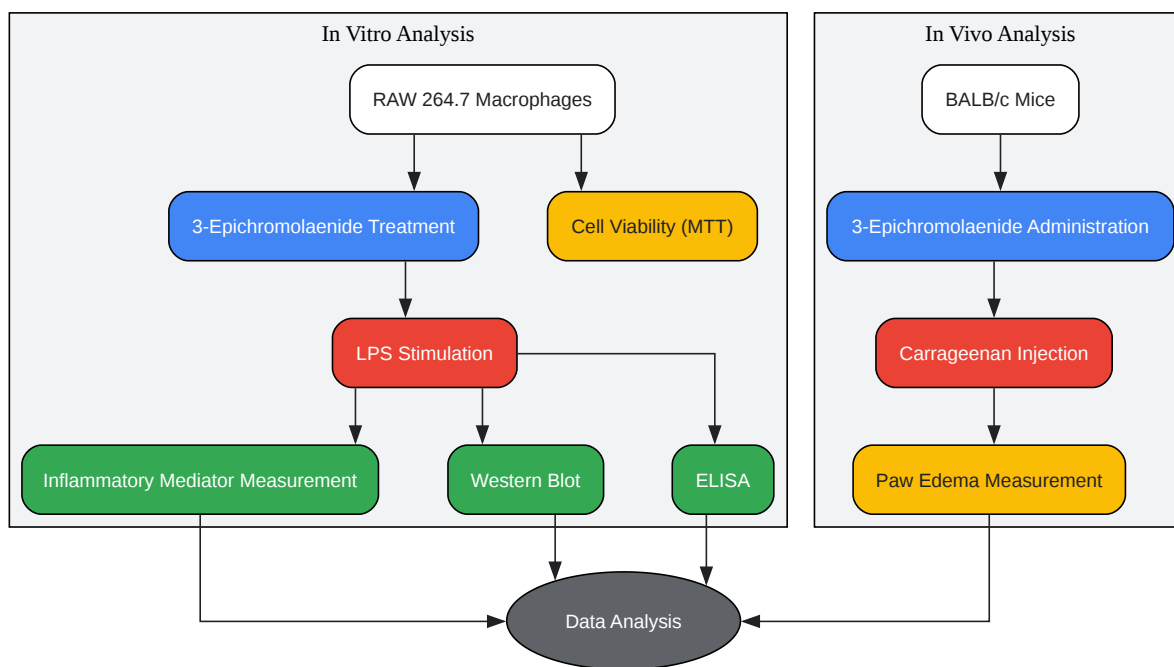 In Vitro Analysis
RAW 264.7 Macrophages
3-Epichromolaenide Treatment
Cell Viability (MTT)
LPS Stimulation
Inflammatory Mediator Measurement
Western Blot
ELISA
In Vivo Analysis
BALB/c Mice
3-Epichromolaenide Administration
Carrageenan Injection
Paw Edema Measurement
Data Analysis